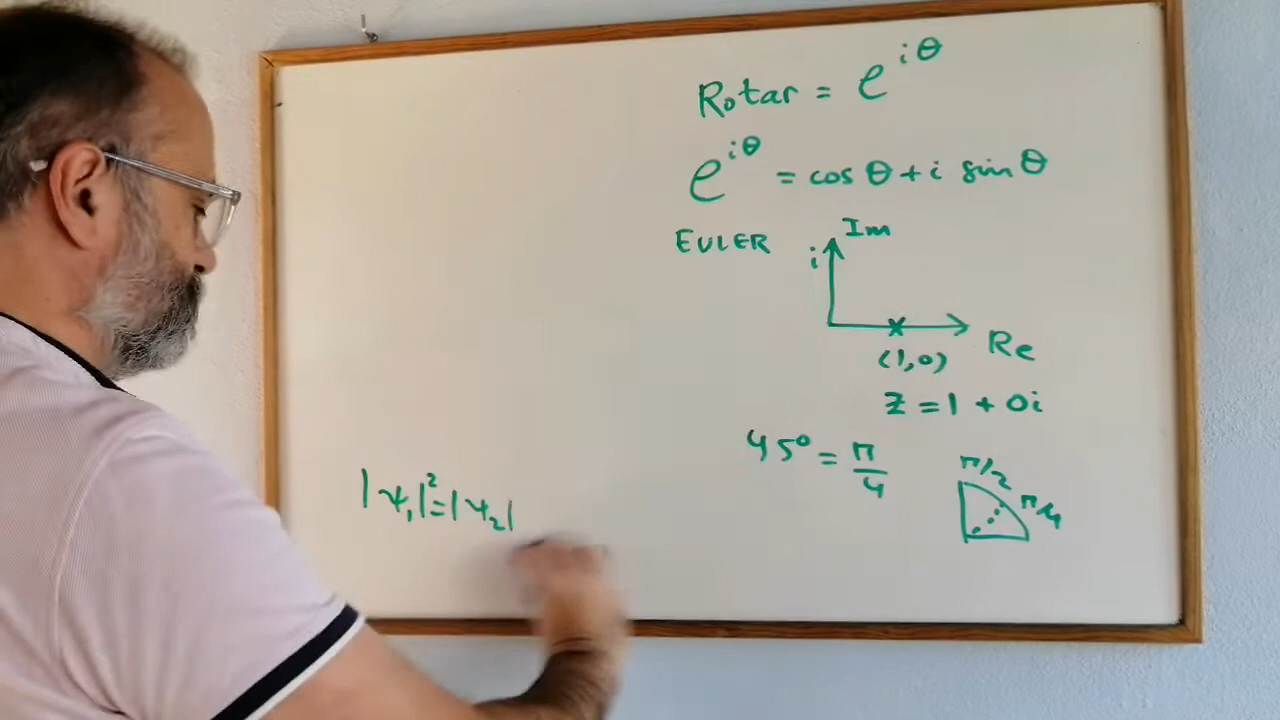 Rotar = e^{iθ}
e^{iθ} = cos θ + i sin θ
EULER
Im
i
Re
(1,0)
Z = 1 + 0i
45° = π/4
π/2
π/4
|ψ₁|² = |ψ₂|